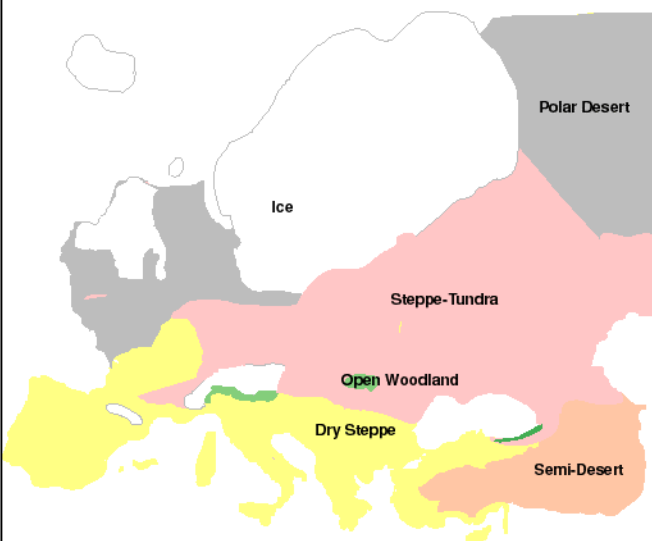 Polar Desert
Ice
Steppe-Tundra
Open Woodland
Dry Steppe
Semi-Desert